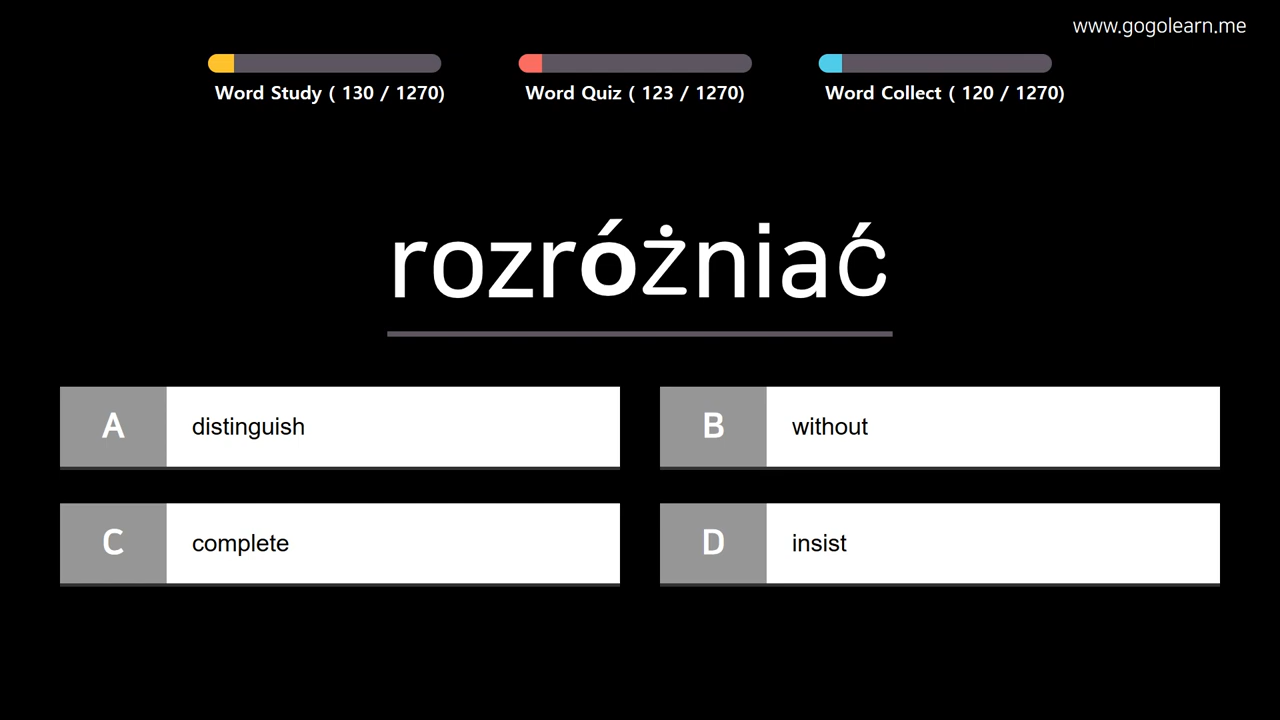 www.gogolearn.me
Word Study ( 130 / 1270)
Word Quiz ( 123 / 1270)
Word Collect ( 120 / 1270)
rozróżniać
A distinguish
B without
C complete
D insist